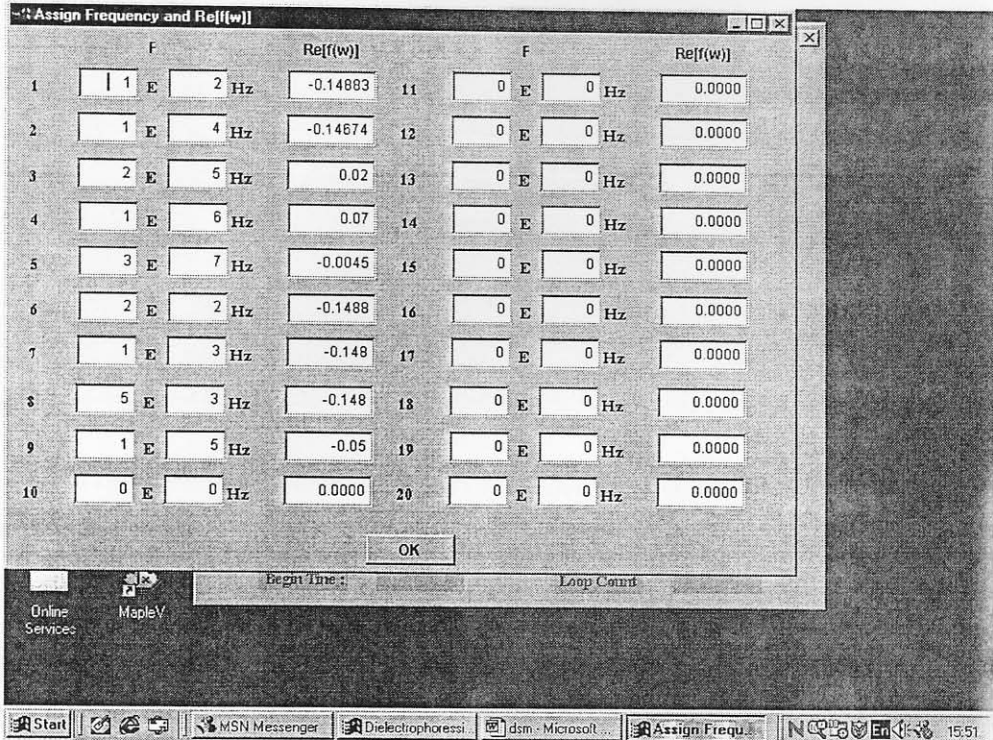 Assign Frequency and Re[f(w)]
F Re[f(w)] F Re[f(w)]
1 1 E 2 Hz -0.14883 11 0 E 0 Hz 0.0000
2 1 E 4 Hz -0.14674 12 0 E 0 Hz 0.0000
3 2 E 5 Hz 0.02 13 0 E 0 Hz 0.0000
4 1 E 6 Hz 0.07 14 0 E 0 Hz 0.0000
5 3 E 7 Hz -0.0045 15 0 E 0 Hz 0.0000
6 2 E 2 Hz -0.1488 16 0 E 0 Hz 0.0000
7 1 E 3 Hz -0.148 17 0 E 0 Hz 0.0000
8 5 E 3 Hz -0.148 18 0 E 0 Hz 0.0000
9 1 E 5 Hz -0.05 19 0 E 0 Hz 0.0000
10 0 E 0 Hz 0.0000 20 0 E 0 Hz 0.0000
OK
Begin Time : Loop Count
Online Services
MapleV
Start MSN Messenger Dielectrophoressi... dsm - Microsoft ... Assign Frequ... En 15:51